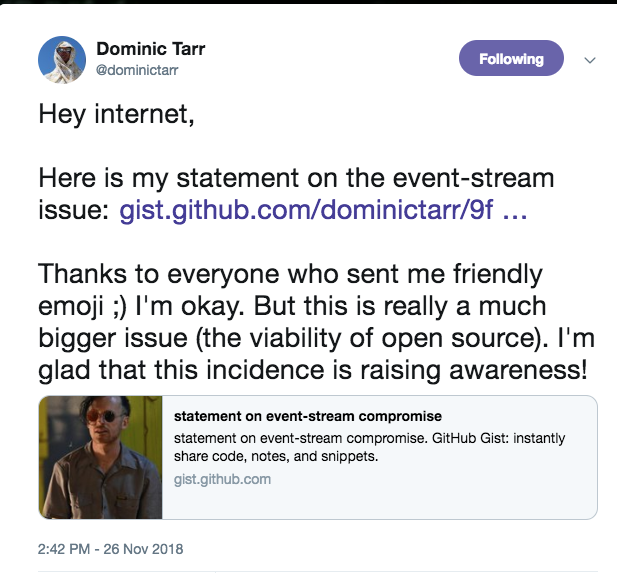 Dominic Tarr
@dominictarr
Following
Hey internet,
Here is my statement on the event-stream
issue: gist.github.com/dominictarr/9f ...
Thanks to everyone who sent me friendly
emoji ;) I'm okay. But this is really a much
bigger issue (the viability of open source). I'm
glad that this incidence is raising awareness!
statement on event-stream compromise
statement on event-stream compromise. GitHub Gist: instantly
share code, notes, and snippets.
gist.github.com
2:42 PM - 26 Nov 2018